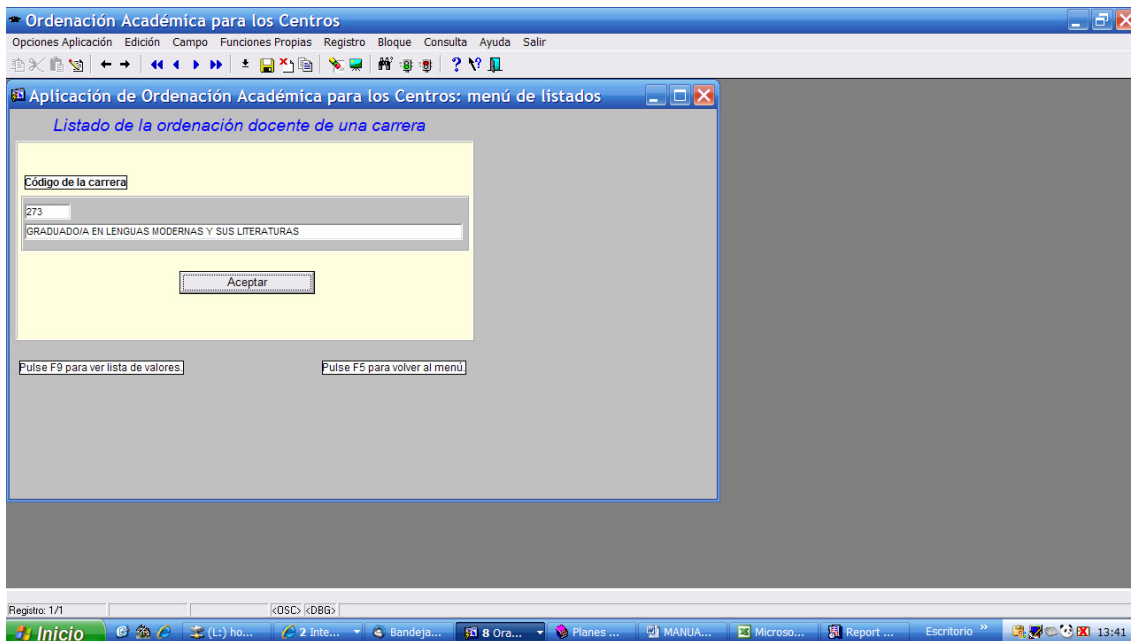 Ordenación Académica para los Centros
Opciones Aplicación Edición Campo Funciones Propias Registro Bloque Consulta Ayuda Salir
Aplicación de Ordenación Académica para los Centros: menú de listados
Listado de la ordenación docente de una carrera
Código de la carrera
273
GRADUADO/A EN LENGUAS MODERNAS Y SUS LITERATURAS
Aceptar
Pulse F9 para ver lista de valores. Pulse F5 para volver al menú.
Registro: 1/1 <OSC> <DBG>
Inicio (L:) ho... 2 Inte... Bandeja... 8 Ora... Planes ... MANUA... Microso... Report ... Escritorio » 13:41